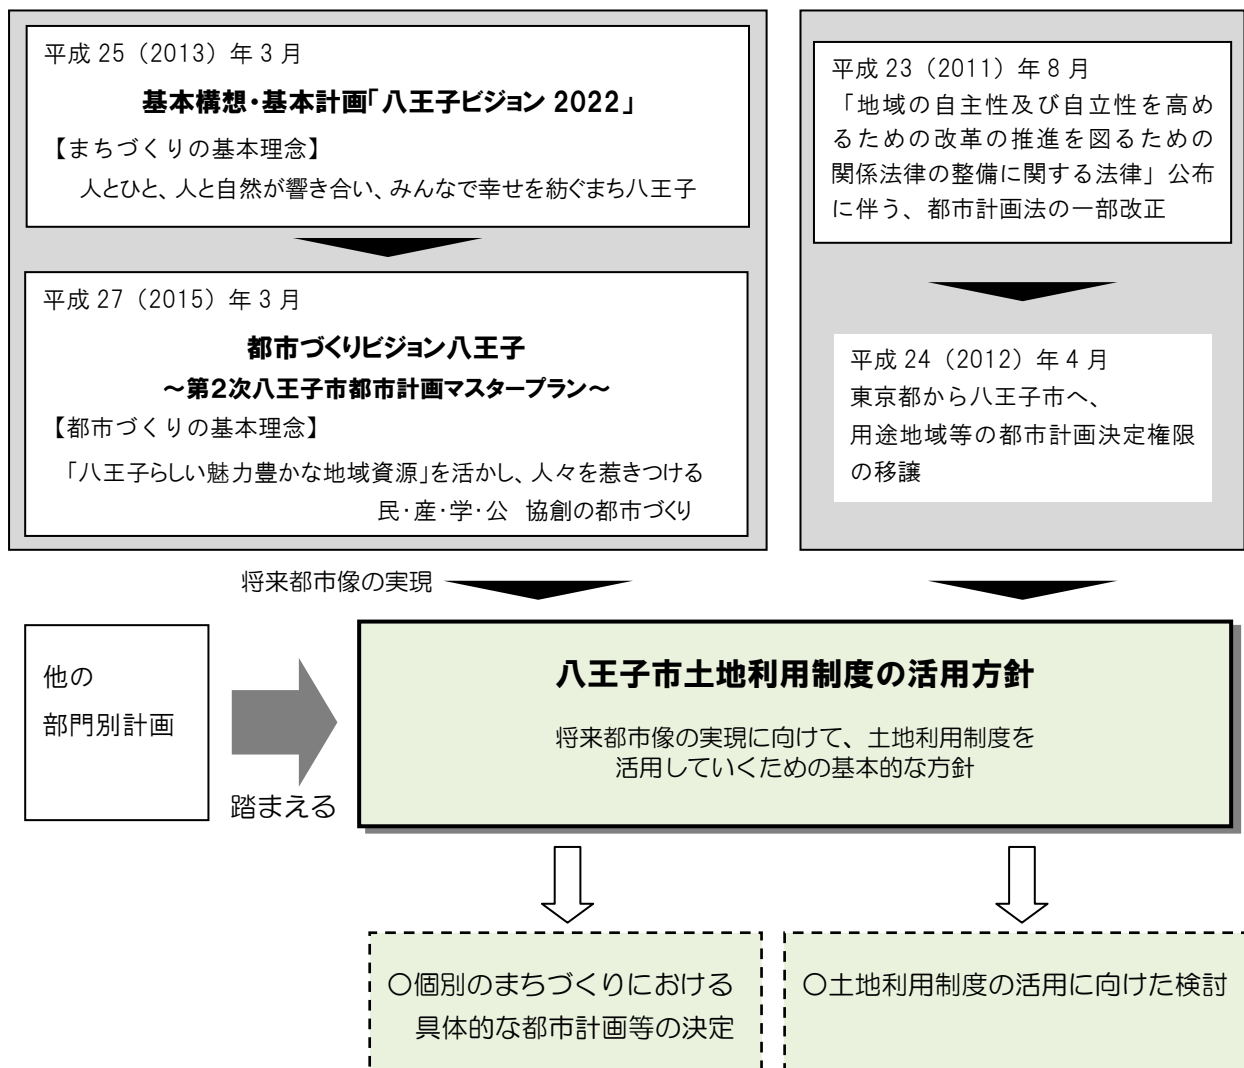 平成 25（2013）年 3 月
基本構想・基本計画「八王子ビジョン 2022」
【まちづくりの基本理念】
人とひと、人と自然が響き合い、みんなで幸せを紡ぐまち八王子
平成 27（2015）年 3 月
都市づくりビジョン八王子
～第２次八王子市都市計画マスタープラン～
【都市づくりの基本理念】
「八王子らしい魅力豊かな地域資源」を活かし、人々を惹きつける
民・産・学・公　協創の都市づくり
平成 23（2011）年 8 月
「地域の自主性及び自立性を高め
るための改革の推進を図るための
関係法律の整備に関する法律」公布
に伴う、都市計画法の一部改正
平成 24（2012）年 4 月
東京都から八王子市へ、
用途地域等の都市計画決定権限
の移譲
将来都市像の実現
他の
部門別計画
踏まえる
八王子市土地利用制度の活用方針
将来都市像の実現に向けて、土地利用制度を
活用していくための基本的な方針
○個別のまちづくりにおける
具体的な都市計画等の決定
○土地利用制度の活用に向けた検討